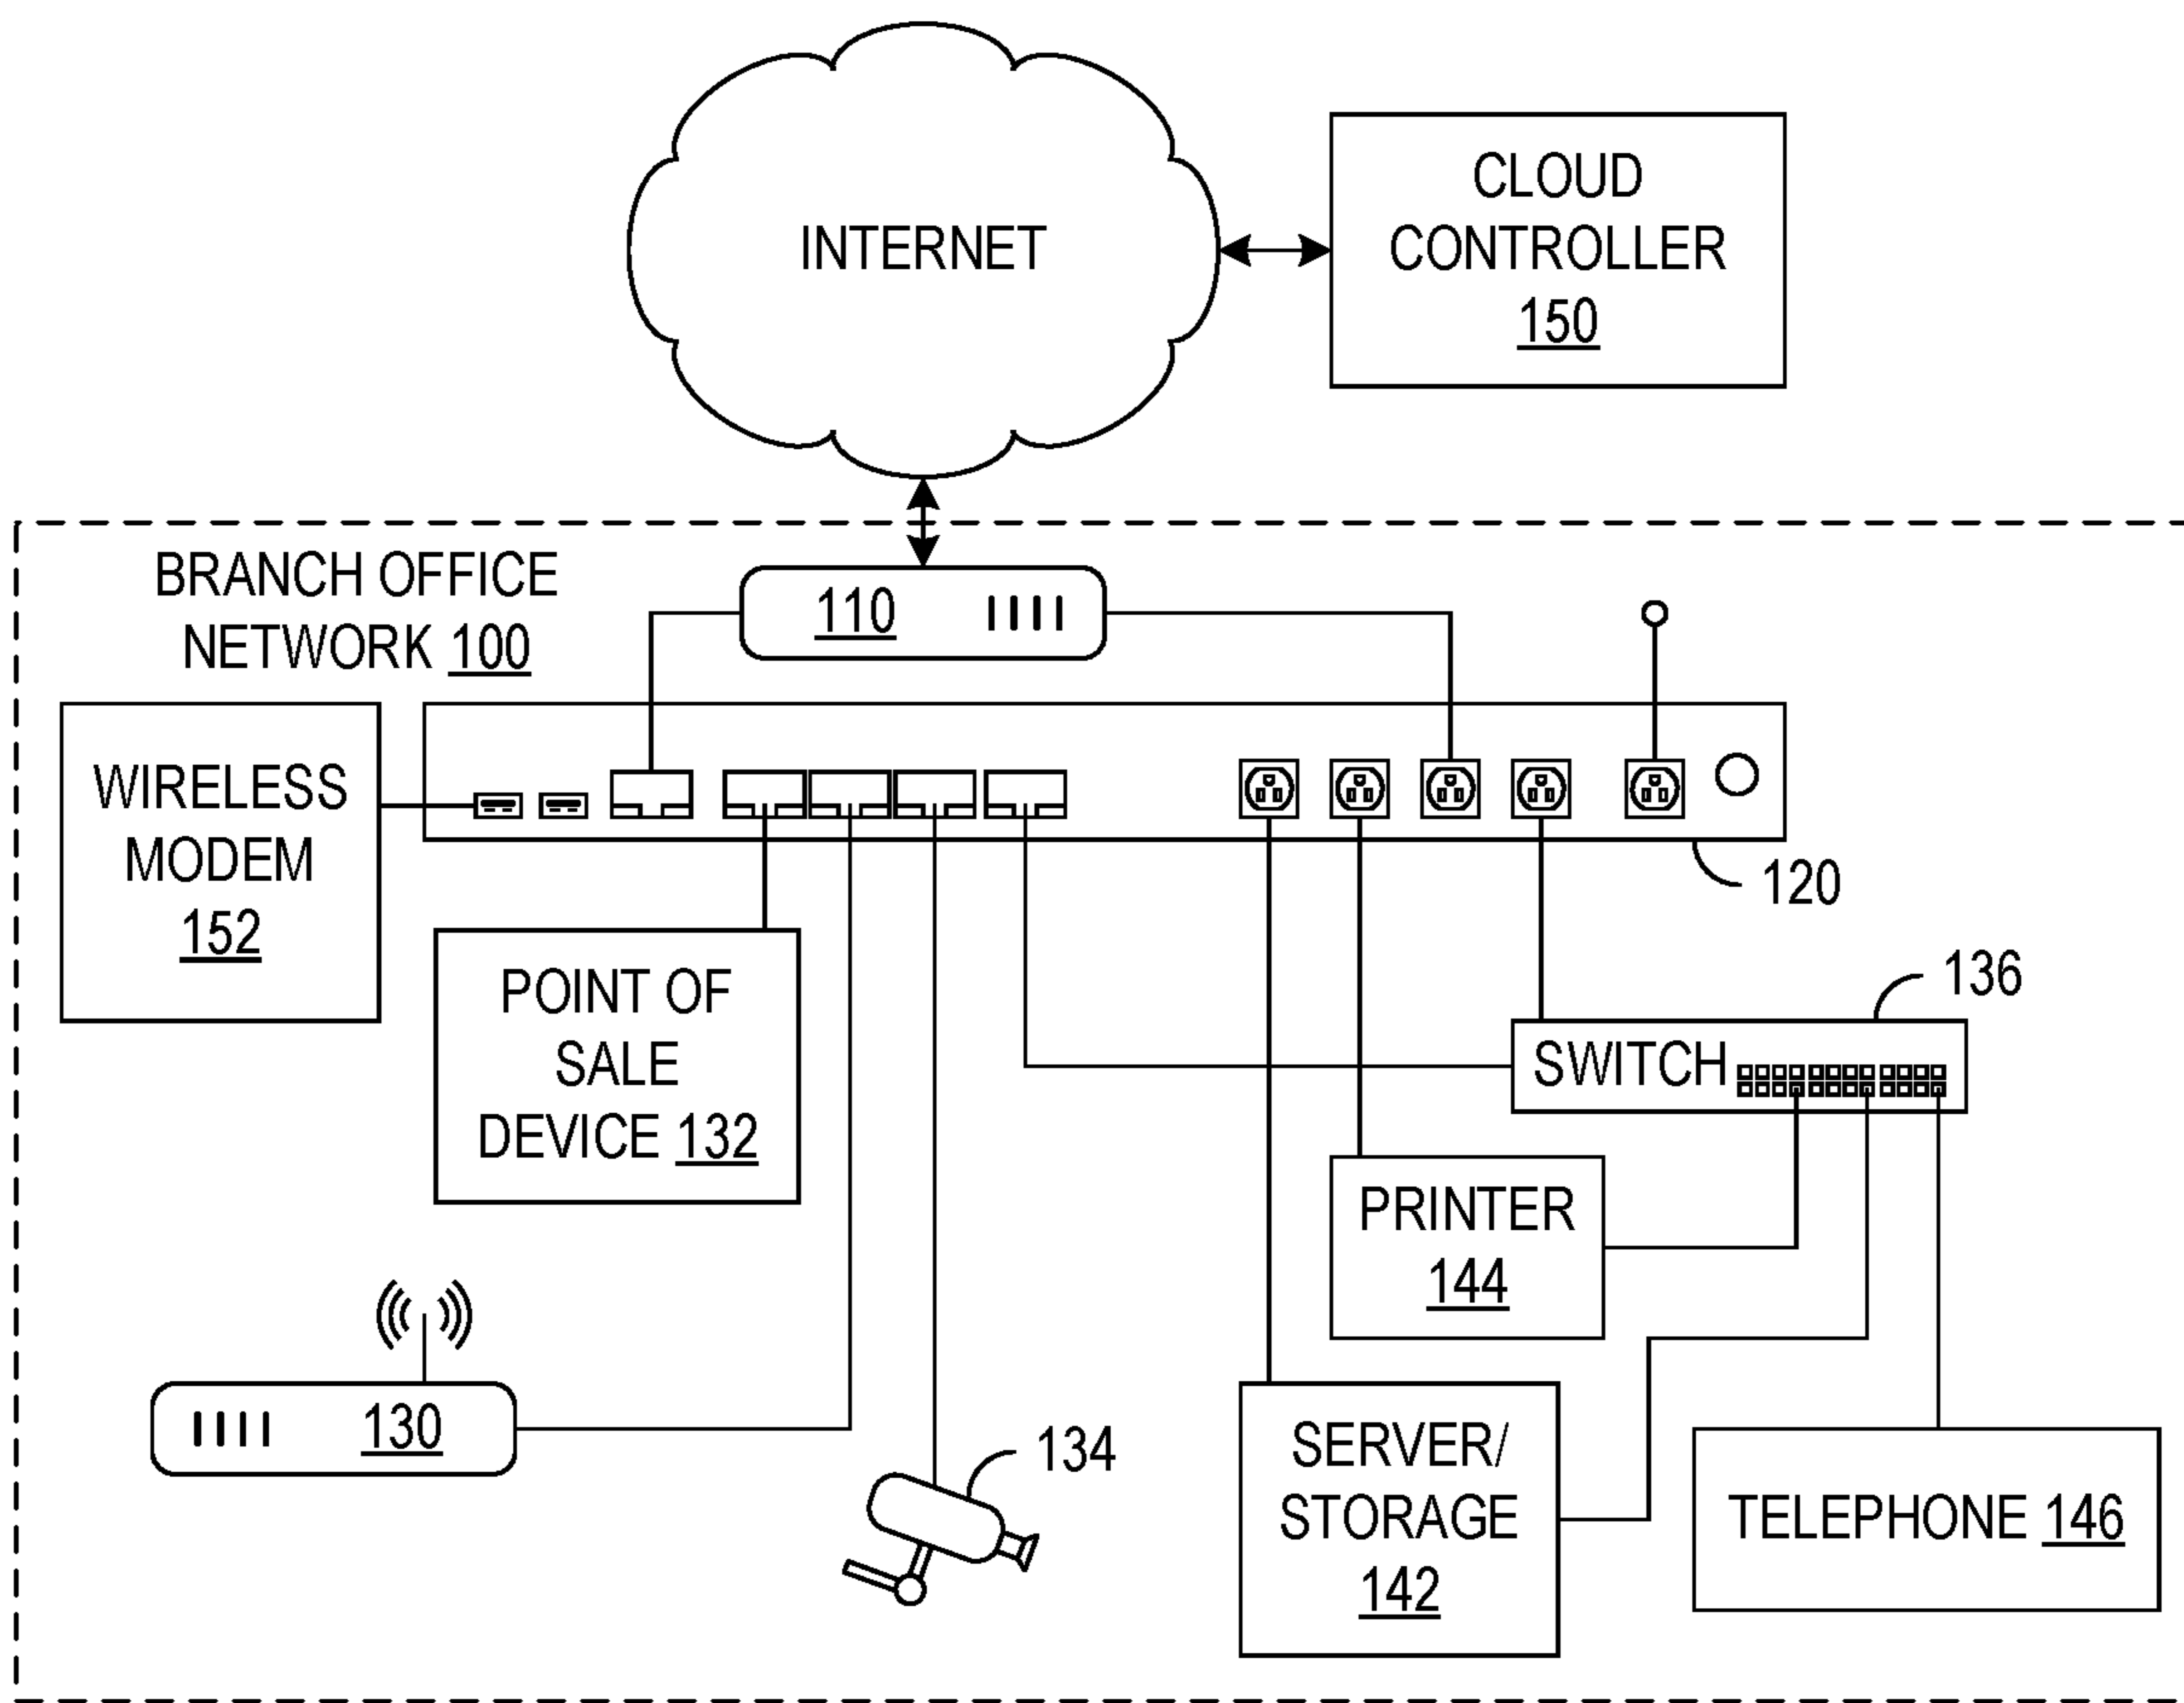 INTERNET
CLOUD
CONTROLLER
150
BRANCH OFFICE
NETWORK 100
110
WIRELESS
MODEM
152
120
POINT OF
SALE
DEVICE 132
136
SWITCH
PRINTER
144
130
134
SERVER/
STORAGE
142
TELEPHONE 146